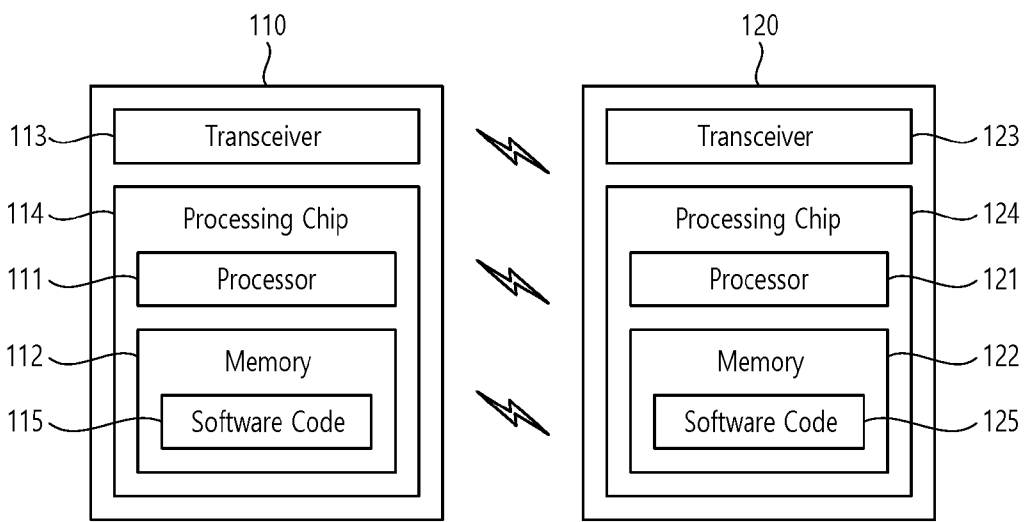 110
120
113
Transceiver
Transceiver
123
114
Processing Chip
Processing Chip
124
111
Processor
Processor
121
112
Memory
Memory
122
115
Software Code
Software Code
125